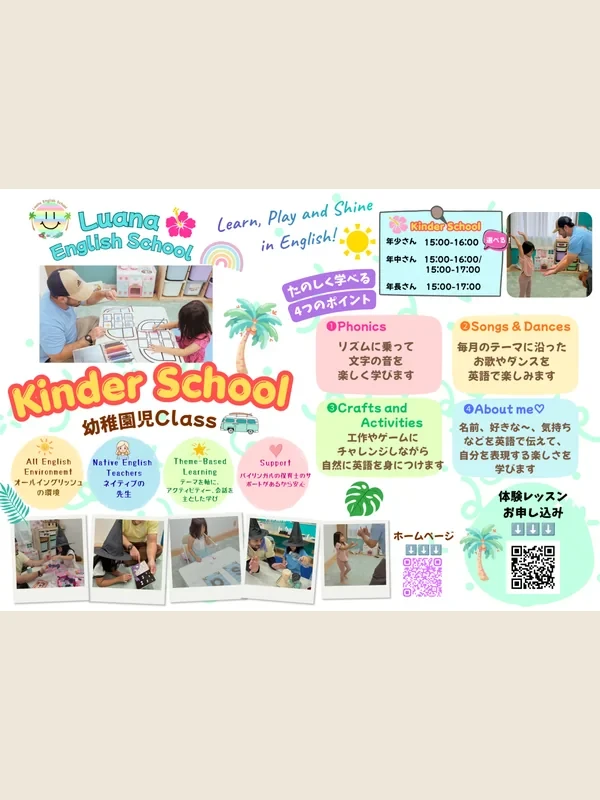 Luana English School
Luana
English School
Learn, Play and Shine
in English!
Kinder School
年少さん 15:00-16:00
年中さん 15:00-16:00/
15:00-17:00
年長さん 15:00-17:00
選べる
たのしく学べる
4つのポイント
❶Phonics
リズムに乗って
文字の音を
楽しく学びます
❷Songs & Dances
毎月のテーマに沿った
お歌やダンスを
英語で楽しみます
❸Crafts and
Activities
工作やゲームに
チャレンジしながら
自然に英語を身につけます
❹About me♡
名前、好きな〜、気持ち
などを英語で伝えて、
自分を表現する楽しさを
学びます
Kinder School
幼稚園児Class
All English
Environment
オールイングリッシュ
の環境
Native English
Teachers
ネイティブの
先生
Theme-Based
Learning
テーマを軸に、
アクティビティー、会話を
主とした学び
Support
バイリンガルの保育士のサ
ポートがあるから安心
ホームページ
体験レッスン
お申し込み